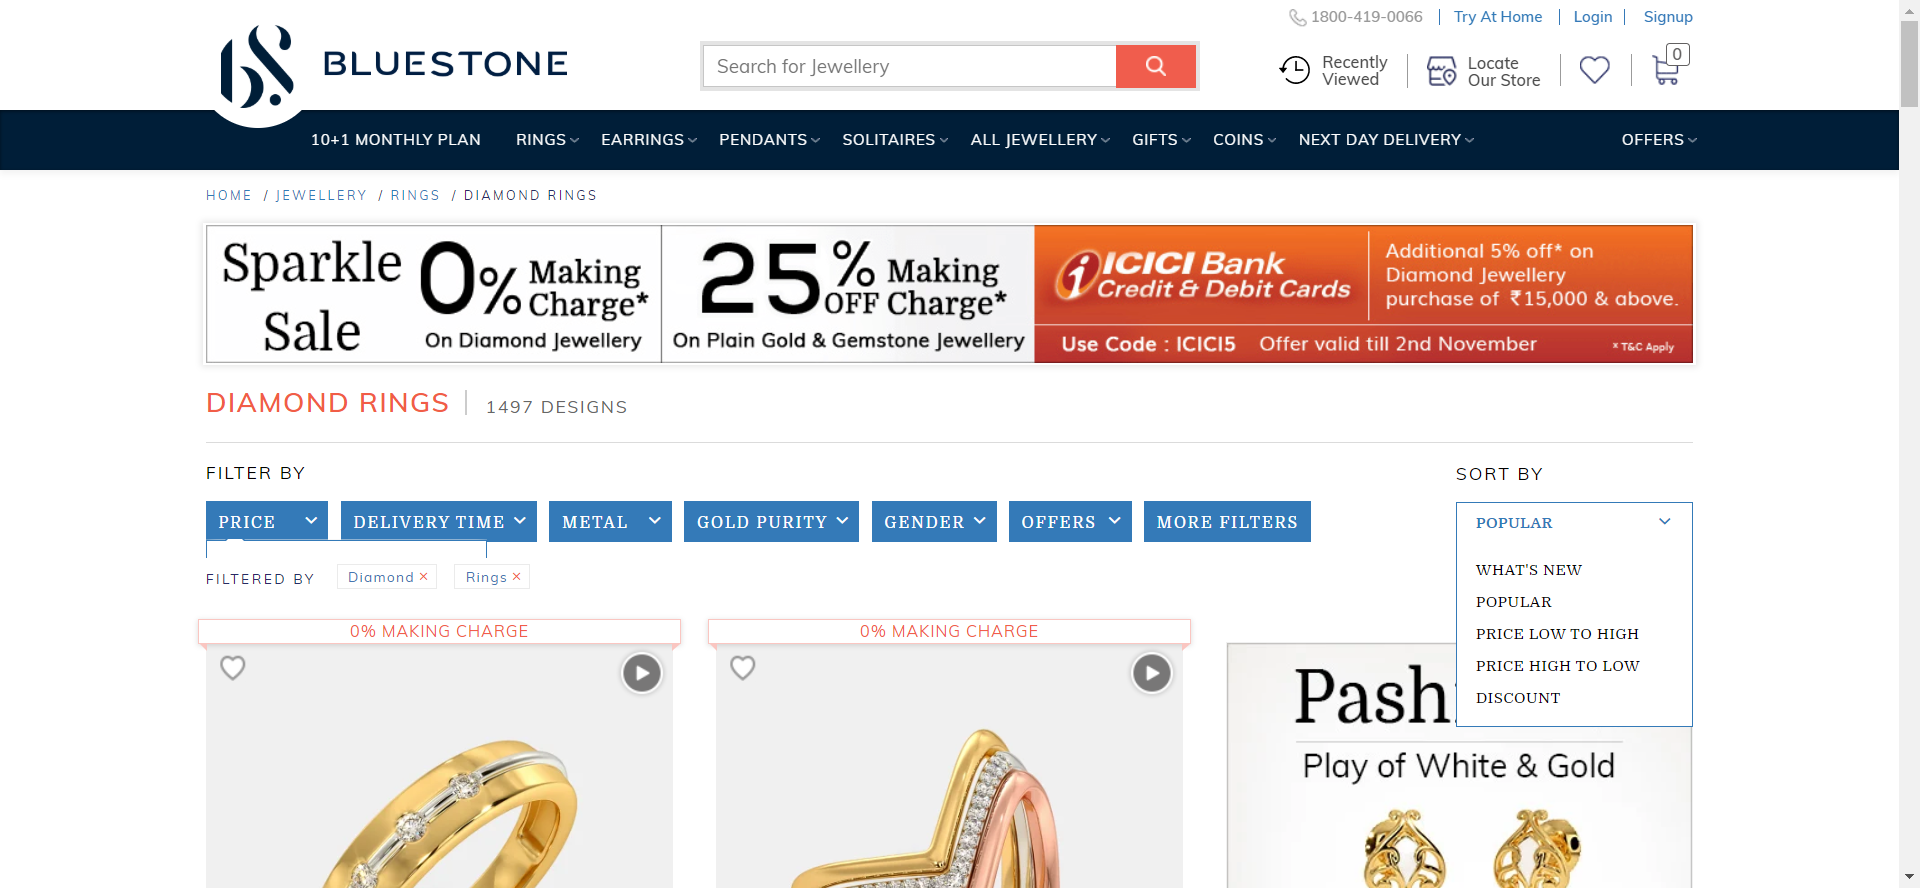 1800-419-0066
Try At Home
Login
Signup
BLUESTONE
Search for Jewellery
Recently
Viewed
Locate
Our Store
0
10+1 MONTHLY PLAN
RINGS
EARRINGS
PENDANTS
SOLITAIRES
ALL JEWELLERY
GIFTS
COINS
NEXT DAY DELIVERY
OFFERS
HOME / JEWELLERY / RINGS / DIAMOND RINGS
Sparkle
Sale
0% Making
Charge*
On Diamond Jewellery
25% OFF Making
Charge*
On Plain Gold & Gemstone Jewellery
ICICI Bank
Credit & Debit Cards
Additional 5% off* on
Diamond Jewellery
purchase of ₹15,000 & above.
Use Code : ICICI5 Offer valid till 2nd November
* T&C Apply
DIAMOND RINGS
1497 DESIGNS
FILTER BY
SORT BY
PRICE
DELIVERY TIME
METAL
GOLD PURITY
GENDER
OFFERS
MORE FILTERS
POPULAR
WHAT'S NEW
POPULAR
PRICE LOW TO HIGH
PRICE HIGH TO LOW
DISCOUNT
FILTERED BY
Diamond ×
Rings ×
0% MAKING CHARGE
0% MAKING CHARGE
Play of White & Gold